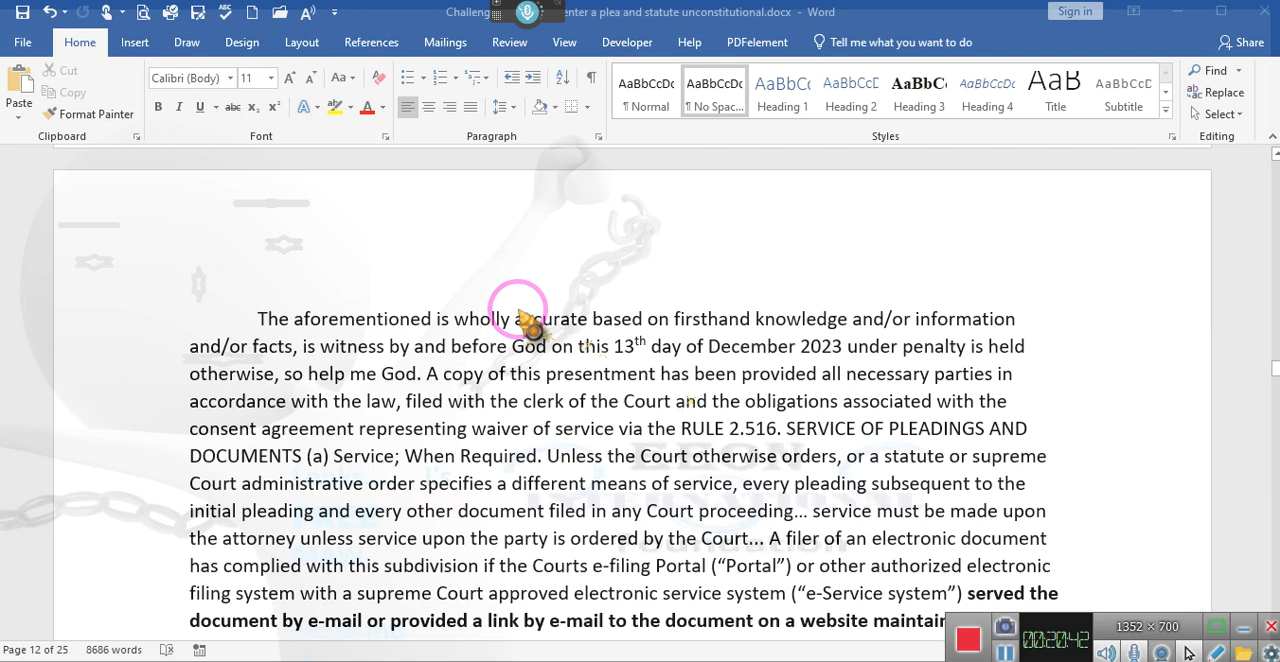 Challeng
enter a plea and statute unconstitutional.docx - Word
Sign in
File
Home
Insert
Draw
Design
Layout
References
Mailings
Review
View
Developer
Help
PDFelement
Tell me what you want to do
Share
Paste
Cut
Copy
Format Painter
Clipboard
Calibri (Body)
11
Font
Paragraph
AaBbCcDc AaBbCcDc AaBbCcD AaBbCcD AaBbCc AaBbCcD AaB AaBbCcD
¶ Normal
¶ No Spac...
Heading 1
Heading 2
Heading 3
Heading 4
Title
Subtitle
Styles
Find
Replace
Select
Editing
The aforementioned is wholly accurate based on firsthand knowledge and/or information
and/or facts, is witness by and before God on this 13th day of December 2023 under penalty is held
otherwise, so help me God. A copy of this presentment has been provided all necessary parties in
accordance with the law, filed with the clerk of the Court and the obligations associated with the
consent agreement representing waiver of service via the RULE 2.516. SERVICE OF PLEADINGS AND
DOCUMENTS (a) Service; When Required. Unless the Court otherwise orders, or a statute or supreme
Court administrative order specifies a different means of service, every pleading subsequent to the
initial pleading and every other document filed in any Court proceeding... service must be made upon
the attorney unless service upon the party is ordered by the Court... A filer of an electronic document
has complied with this subdivision if the Courts e-filing Portal (“Portal”) or other authorized electronic
filing system with a supreme Court approved electronic service system (“e-Service system”) served the
document by e-mail or provided a link by e-mail to the document on a website maintain
Page 12 of 25
8686 words
1352 × 700
00:20:42